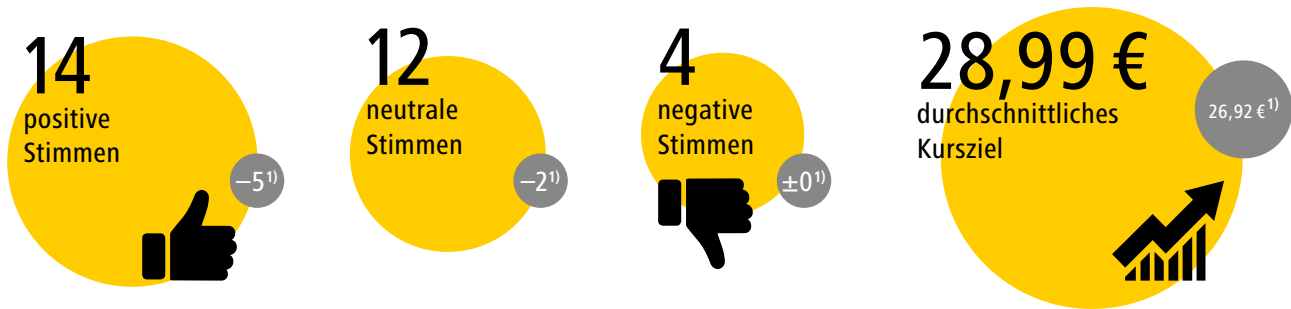 14
positive
Stimmen
−5¹⁾
12
neutrale
Stimmen
−2¹⁾
4
negative
Stimmen
±0¹⁾
28,99 €
durchschnittliches
Kursziel
26,92 €¹⁾